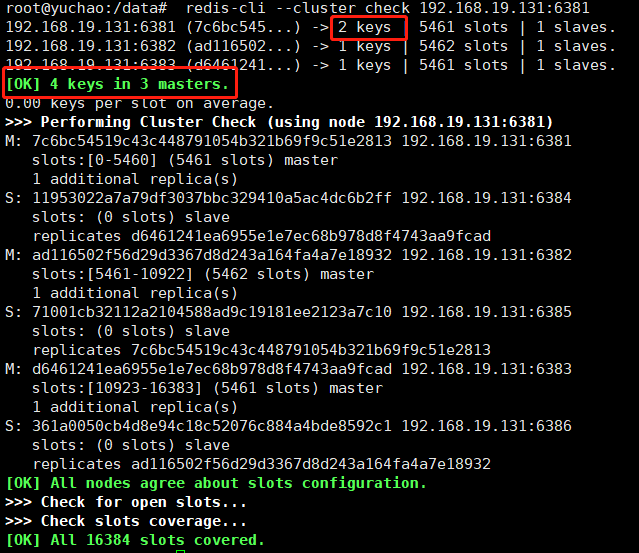 root@yuchao:/data#  redis-cli --cluster check 192.168.19.131:6381
192.168.19.131:6381 (7c6bc545...) -> 2 keys | 5461 slots | 1 slaves.
192.168.19.131:6382 (ad116502...) -> 1 keys | 5462 slots | 1 slaves.
192.168.19.131:6383 (d6461241...) -> 1 keys | 5461 slots | 1 slaves.
[OK] 4 keys in 3 masters.
0.00 keys per slot on average.
>>> Performing Cluster Check (using node 192.168.19.131:6381)
M: 7c6bc54519c43c448791054b321b69f9c51e2813 192.168.19.131:6381
   slots:[0-5460] (5461 slots) master
   1 additional replica(s)
S: 11953022a7a79df3037bbc329410a5ac4dc6b2ff 192.168.19.131:6384
   slots: (0 slots) slave
   replicates d6461241ea6955e1e7ec68b978d8f4743aa9fcad
M: ad116502f56d29d3367d8d243a164fa4a7e18932 192.168.19.131:6382
   slots:[5461-10922] (5462 slots) master
   1 additional replica(s)
S: 71001cb32112a2104588ad9c19181ee2123a7c10 192.168.19.131:6385
   slots: (0 slots) slave
   replicates 7c6bc54519c43c448791054b321b69f9c51e2813
M: d6461241ea6955e1e7ec68b978d8f4743aa9fcad 192.168.19.131:6383
   slots:[10923-16383] (5461 slots) master
   1 additional replica(s)
S: 361a0050cb4d8e94c18c52076c884a4bde8592c1 192.168.19.131:6386
   slots: (0 slots) slave
   replicates ad116502f56d29d3367d8d243a164fa4a7e18932
[OK] All nodes agree about slots configuration.
>>> Check for open slots...
>>> Check slots coverage...
[OK] All 16384 slots covered.